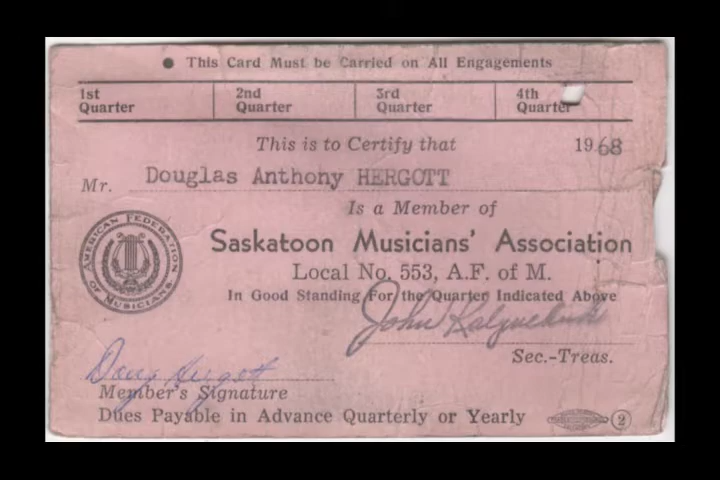 This Card Must be Carried on All Engagements
1st Quarter 2nd Quarter 3rd Quarter 4th Quarter
This is to Certify that 1968
Mr. Douglas Anthony HERGOTT
Is a Member of
AMERICAN FEDERATION OF MUSICIANS
Saskatoon Musicians' Association
Local No. 553, A.F. of M.
In Good Standing For the Quarter Indicated Above
John
Sec.-Treas.
Doug Hergott
Member's Signature
Dues Payable in Advance Quarterly or Yearly
2